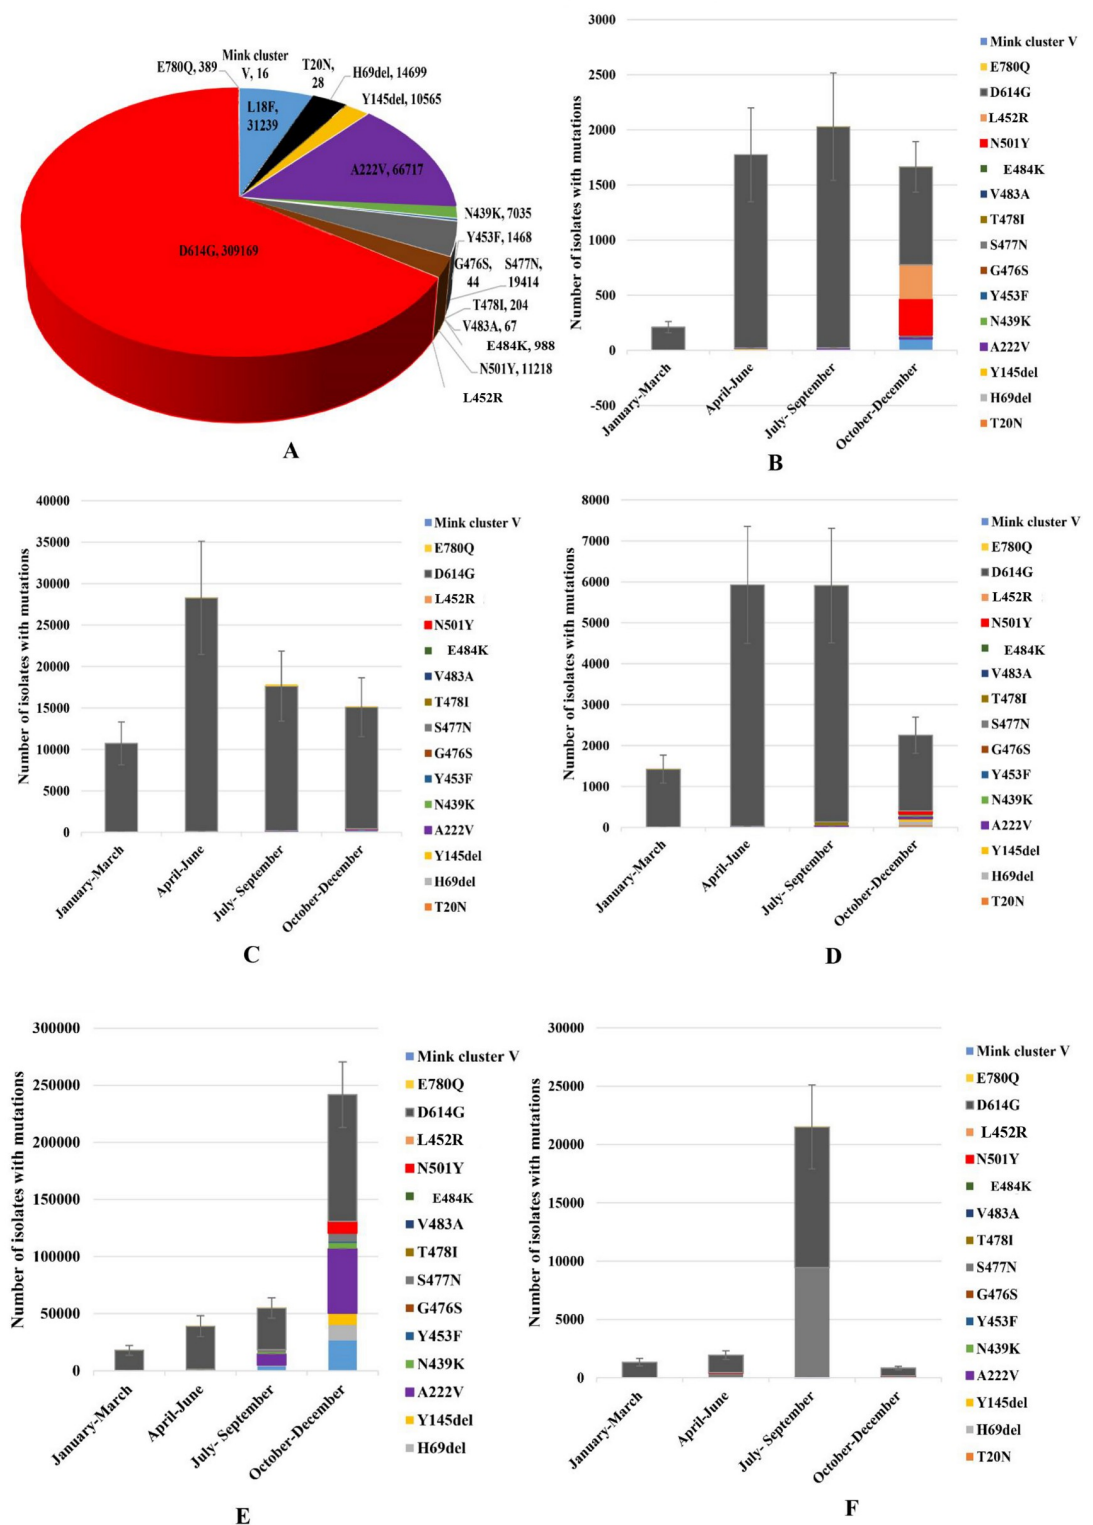 E780Q, 389
Mink cluster
V, 16
T20N,
28
H69del, 14699
Y145del, 10565
L18F,
31239
A222V, 66717
N439K, 7035
Y453F, 1468
G476S,
44
S477N,
19414
D614G, 309169
T478I, 204
V483A, 67
E484K, 988
N501Y, 11218
L452R
A
Number of isolates with mutations
3000
2500
2000
1500
1000
500
0
-500
January-March
April-June
July- September
October-December
Mink cluster V
E780Q
D614G
L452R
N501Y
E484K
V483A
T478I
S477N
G476S
Y453F
N439K
A222V
Y145del
H69del
T20N
B
Number of isolates with mutations
40000
35000
30000
25000
20000
15000
10000
5000
0
January-March
April-June
July- September
October-December
Mink cluster V
E780Q
D614G
L452R
N501Y
E484K
V483A
T478I
S477N
G476S
Y453F
N439K
A222V
Y145del
H69del
T20N
C
Number of isolates with mutations
8000
7000
6000
5000
4000
3000
2000
1000
0
January-March
April-June
July- September
October-December
Mink cluster V
E780Q
D614G
L452R
N501Y
E484K
V483A
T478I
S477N
G476S
Y453F
N439K
A222V
Y145del
H69del
T20N
D
Number of isolates with mutations
300000
250000
200000
150000
100000
50000
0
January-March
April-June
July- September
October-December
Mink cluster V
E780Q
D614G
L452R
N501Y
E484K
V483A
T478I
S477N
G476S
Y453F
N439K
A222V
Y145del
H69del
E
Number of isolates with mutations
30000
25000
20000
15000
10000
5000
0
January-March
April-June
July- September
October-December
Mink cluster V
E780Q
D614G
L452R
N501Y
E484K
V483A
T478I
S477N
G476S
Y453F
N439K
A222V
Y145del
H69del
T20N
F